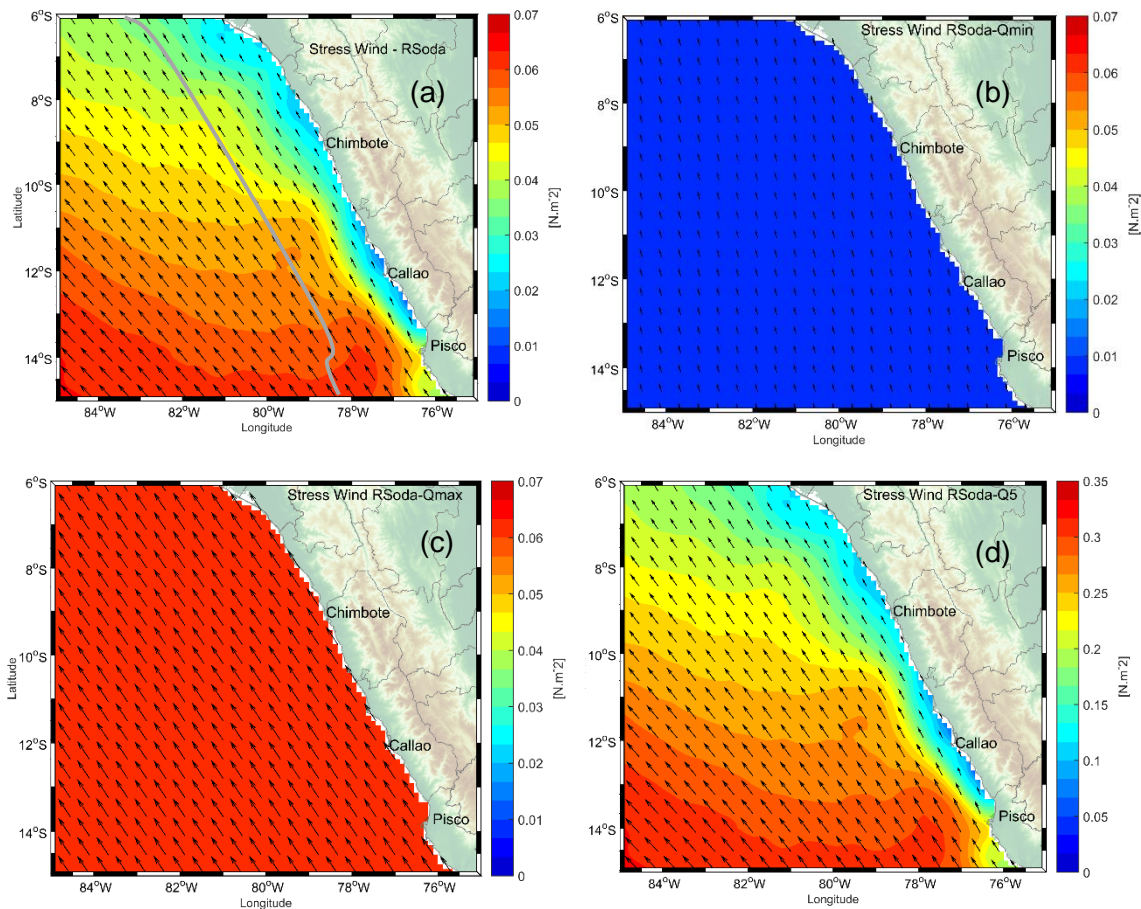 Stress Wind - RSoda
(a)
Chimbote
Callao
Pisco
6°S
8°S
10°S
12°S
14°S
84°W
82°W
80°W
78°W
76°W
Latitude
Longitude
0.07
0.06
0.05
0.04
0.03
0.02
0.01
0
[N.m^-2]
Stress Wind RSoda-Qmin
(b)
Chimbote
Callao
Pisco
6°S
8°S
10°S
12°S
14°S
84°W
82°W
80°W
78°W
76°W
Longitude
0.07
0.06
0.05
0.04
0.03
0.02
0.01
0
[N.m^-2]
Stress Wind RSoda-Qmax
(c)
Chimbote
Callao
Pisco
6°S
8°S
10°S
12°S
14°S
84°W
82°W
80°W
78°W
76°W
Latitude
Longitude
0.07
0.06
0.05
0.04
0.03
0.02
0.01
0
[N.m^-2]
Stress Wind RSoda-Q5
(d)
Chimbote
Callao
Pisco
6°S
8°S
10°S
12°S
14°S
84°W
82°W
80°W
78°W
76°W
Longitude
0.35
0.3
0.25
0.2
0.15
0.1
0.05
0
[N.m^-2]